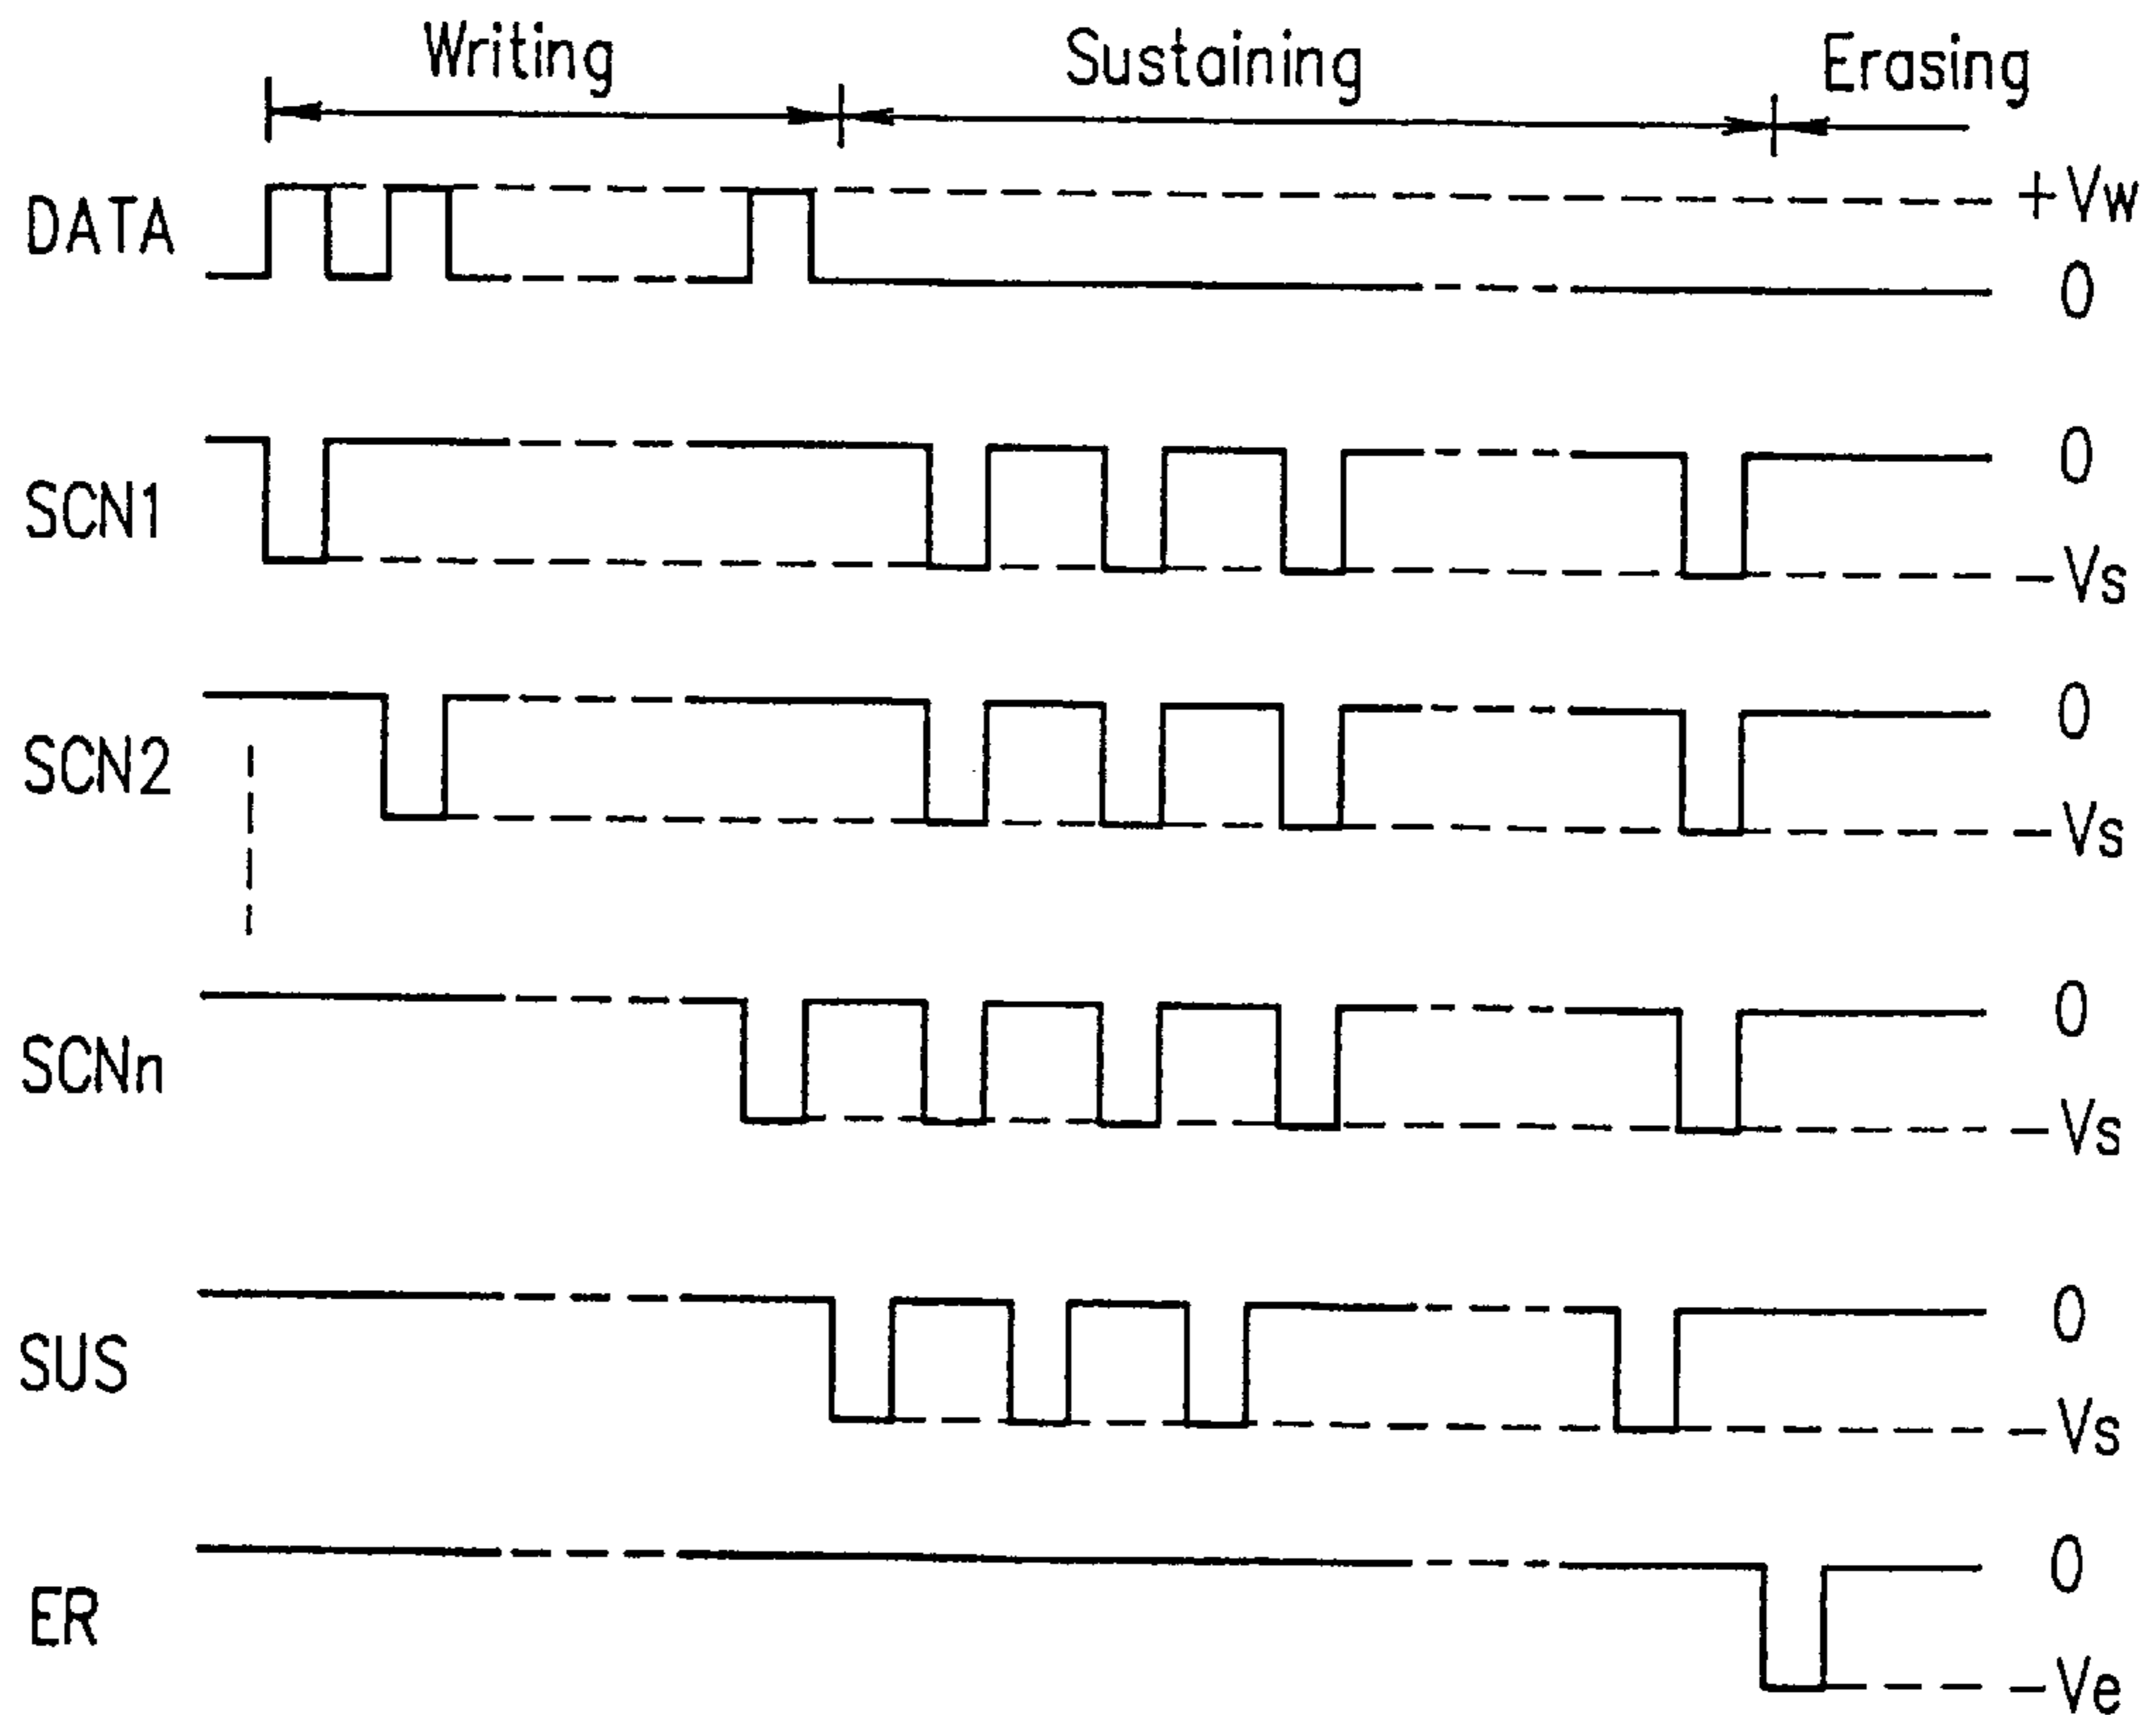 Writing Sustaining Erasing
DATA +Vw
0
SCN1 0
-Vs
SCN2 0
-Vs
SCNn 0
-Vs
SUS 0
-Vs
ER 0
-Ve